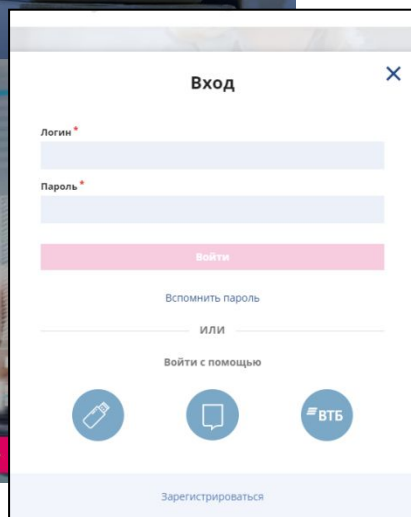 Вход
Логин *
Пароль *
Войти
Вспомнить пароль
или
Войти с помощью
ВТБ
Зарегистрироваться